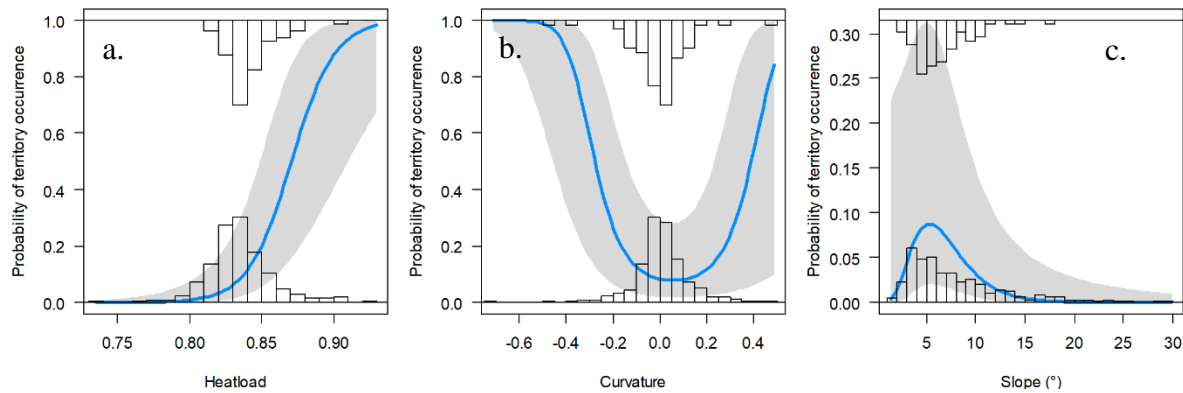 a.
Probability of territory occurrence
1.0
0.8
0.6
0.4
0.2
0.0
0.75 0.80 0.85 0.90
Heatload
b.
Probability of territory occurrence
1.0
0.8
0.6
0.4
0.2
0.0
-0.6 -0.4 -0.2 0.0 0.2 0.4
Curvature
c.
Probability of territory occurrence
0.30
0.25
0.20
0.15
0.10
0.05
0.00
5 10 15 20 25 30
Slope (°)